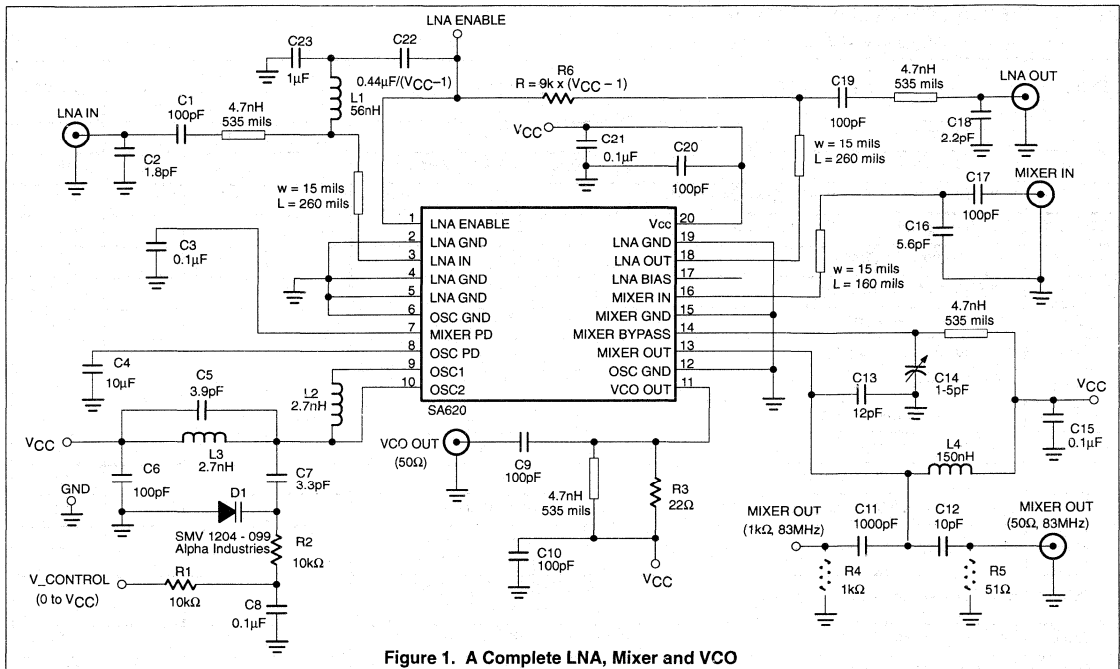 LNA ENABLE
C23
1µF
C22
0.44µF/(VCC–1)
L1
56nH
R6
R = 9k x (VCC – 1)
C19
100pF
4.7nH
535 mils
LNA OUT
C18
2.2pF
LNA IN
C1
100pF
4.7nH
535 mils
C2
1.8pF
VCC
C21
0.1µF
C20
100pF
w = 15 mils
L = 260 mils
w = 15 mils
L = 260 mils
C17
100pF
MIXER IN
C16
5.6pF
w = 15 mils
L = 160 mils
C3
0.1µF
1 LNA ENABLE
2 LNA GND
3 LNA IN
4 LNA GND
5 LNA GND
6 OSC GND
7 MIXER PD
8 OSC PD
9 OSC1
10 OSC2
Vcc 20
LNA GND 19
LNA OUT 18
LNA BIAS 17
MIXER IN 16
MIXER GND 15
MIXER BYPASS 14
MIXER OUT 13
OSC GND 12
VCO OUT 11
SA620
4.7nH
535 mils
C4
10µF
C5
3.9pF
L2
2.7nH
C13
12pF
C14
1-5pF
VCC
C15
0.1µF
L4
150nH
VCC
L3
2.7nH
C6
100pF
C7
3.3pF
GND
D1
SMV 1204 - 099
Alpha Industries
R2
10kΩ
V_CONTROL
(0 to VCC)
R1
10kΩ
C8
0.1µF
VCO OUT
(50Ω)
C9
100pF
4.7nH
535 mils
R3
22Ω
C10
100pF
VCC
MIXER OUT
(1kΩ, 83MHz)
C11
1000pF
C12
10pF
MIXER OUT
(50Ω, 83MHz)
R4
1kΩ
R5
51Ω
Figure 1. A Complete LNA, Mixer and VCO